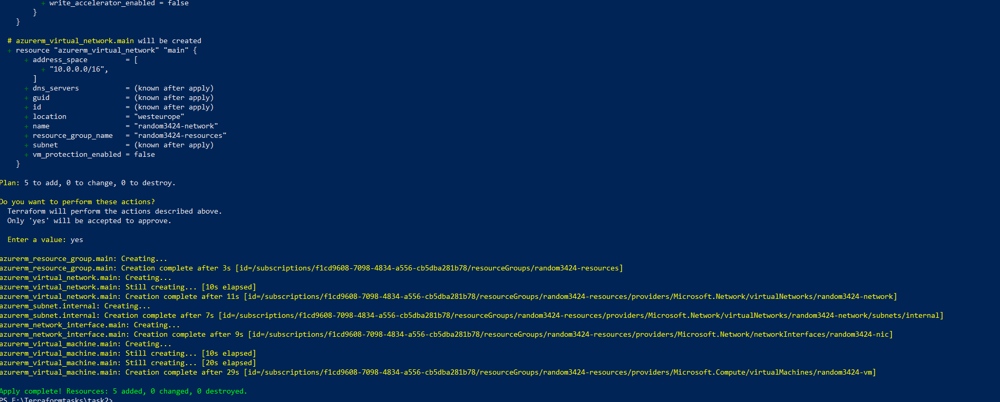 + write_accelerator_enabled = false
}
}
# azurerm_virtual_network.main will be created
+ resource "azurerm_virtual_network" "main" {
+ address_space         = [
+ "10.0.0.0/16",
]
+ dns_servers           = (known after apply)
+ guid                  = (known after apply)
+ id                    = (known after apply)
+ location              = "westeurope"
+ name                  = "random3424-network"
+ resource_group_name   = "random3424-resources"
+ subnet                = (known after apply)
+ vm_protection_enabled = false
}
Plan: 5 to add, 0 to change, 0 to destroy.
Do you want to perform these actions?
Terraform will perform the actions described above.
Only 'yes' will be accepted to approve.
Enter a value: yes
azurerm_resource_group.main: Creating...
azurerm_resource_group.main: Creation complete after 3s [id=/subscriptions/f1cd9608-7098-4834-a556-cb5dba281b78/resourceGroups/random3424-resources]
azurerm_virtual_network.main: Creating...
azurerm_virtual_network.main: Still creating... [10s elapsed]
azurerm_virtual_network.main: Creation complete after 11s [id=/subscriptions/f1cd9608-7098-4834-a556-cb5dba281b78/resourceGroups/random3424-resources/providers/Microsoft.Network/virtualNetworks/random3424-network]
azurerm_subnet.internal: Creating...
azurerm_subnet.internal: Creation complete after 7s [id=/subscriptions/f1cd9608-7098-4834-a556-cb5dba281b78/resourceGroups/random3424-resources/providers/Microsoft.Network/virtualNetworks/random3424-network/subnets/internal]
azurerm_network_interface.main: Creating...
azurerm_network_interface.main: Creation complete after 9s [id=/subscriptions/f1cd9608-7098-4834-a556-cb5dba281b78/resourceGroups/random3424-resources/providers/Microsoft.Network/networkInterfaces/random3424-nic]
azurerm_virtual_machine.main: Creating...
azurerm_virtual_machine.main: Still creating... [10s elapsed]
azurerm_virtual_machine.main: Still creating... [20s elapsed]
azurerm_virtual_machine.main: Creation complete after 29s [id=/subscriptions/f1cd9608-7098-4834-a556-cb5dba281b78/resourceGroups/random3424-resources/providers/Microsoft.Compute/virtualMachines/random3424-vm]
Apply complete! Resources: 5 added, 0 changed, 0 destroyed.
PS E:\Terraformtasks\task2>